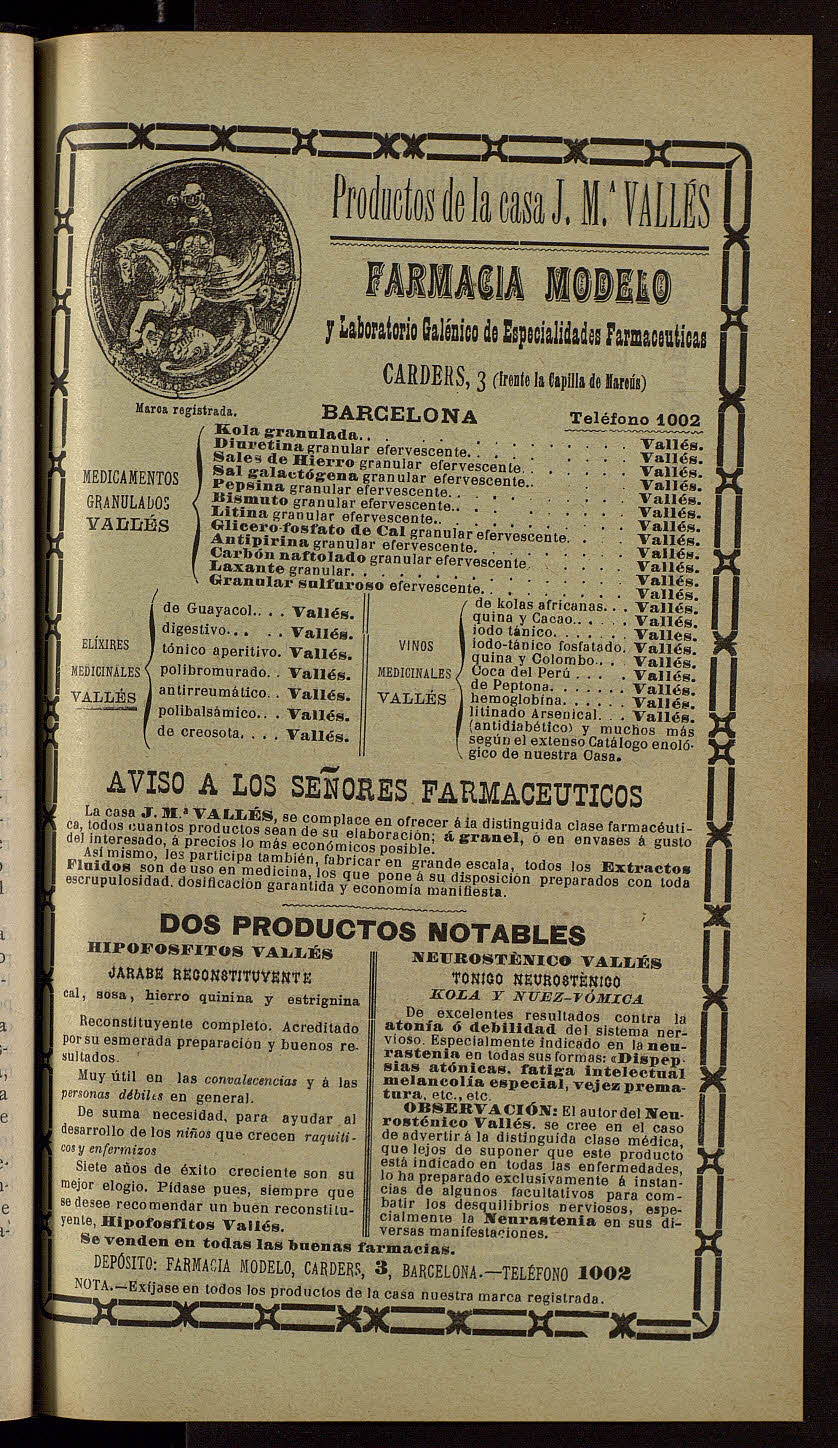 Productos de la casa J. M.ª VALLÉS
FARMACIA MODELO
y Laboratorio Galénico de Especialidades Farmaceuticas
CARDERS, 3 (frente la Capilla de Marcús)
Marca registrada.
BARCELONA
Teléfono 1002
MEDICAMENTOS
GRANULADOS
VALLÉS
Kola granulada. . . . . . . . . . Vallés.
Diuretina granular efervescente. . . . . . . . Vallés.
Sales de Hierro granular efervescente. . . . . . Vallés.
Sal galactógena granular efervescente. . . . . . Vallés.
Pepsina granular efervescente. . . . . . . . Vallés.
Bismuto granular efervescente. . . . . . . . Vallés.
Litina granular efervescente. . . . . . . . Vallés.
Glicero-fosfato de Cal granular efervescente. . . . Vallés.
Antipirina granular efervescente. . . . . . . Vallés.
Carbón naftolado granular efervescente. . . . . Vallés.
Laxante granular. . . . . . . . . . Vallés.
Granular sulfuroso efervescente. . . . . . . Vallés.
ELÍXIRES
MEDICINALES
VALLÉS
de Guayacol. . . . Vallés.
digestivo. . . . . Vallés.
tónico aperitivo. Vallés.
polibromurado. . Vallés.
antirreumático. . Vallés.
polibalsámico. . . Vallés.
de creosota. . . . Vallés.
VINOS
MEDICINALES
VALLÉS
de kolas africanas. . . Vallés.
quina y Cacao. . . . . Vallés.
iodo tánico. . . . . . . Valles.
iodo-tánico fosfatado. Vallés.
quina y Colombo. . . Vallés.
Coca del Perú . . . . Vallés.
de Peptona. . . . . . . Vallés.
hemoglobína. . . . . . Vallés.
litinado Arsenical. . . Vallés.
(antidiabético) y muchos más
según el extenso Catálogo enoló-
gico de nuestra Casa.
AVISO A LOS SEÑORES FARMACEUTICOS
La casa J. M.ª VALLÉS, se complace en ofrecer á la distinguida clase farmacéuti-
ca, todos cuantos productos sean de su elaboración; á granel, ó en envases á gusto
del interesado, á precios lo más económicos posible.
Así mismo, les participa también, fabricar en grande escala, todos los Extractos
Fluidos son de uso en medicina, los que pone á su disposición preparados con toda
escrupulosidad, dosificación garantida y economía manifiesta.
DOS PRODUCTOS NOTABLES
HIPOFOSFITOS VALLÉS
JARABE RECONSTITUYENTE
cal, sosa, hierro quinina y estrignina
Reconstituyente completo. Acreditado
por su esmerada preparación y buenos re-
sultados.
Muy útil en las convalecencias y á las
personas débiles en general.
De suma necesidad, para ayudar al
desarrollo de los niños que crecen raquíti-
cos y enfermizos
Siete años de éxito creciente son su
mejor elogio. Pídase pues, siempre que
se desee recomendar un buen reconstitu-
yente, Hipofosfitos Vallés.
NEUROSTÈNICO VALLÉS
TONICO NEUROSTÈNICO
KOLA Y NUEZ-VÓMICA
De excelentes resultados contra la
atonía ó debilidad del sistema ner-
vioso. Especialmente indicado en la neu-
rastenia en todas sus formas: «Dispep-
sias atónicas, fatiga intelectual
melancolía especial, vejez prema-
tura, etc., etc.
OBSERVACIÓN: El autor del Neu-
rosténico Vallés. se cree en el caso
de advertir á la distinguida clase médica,
que lejos de suponer que este producto
está indicado en todas las enfermedades,
lo ha preparado exclusivamente á instan-
cias de algunos facultativos para com-
batir los desquilibrios nerviosos, espe-
cialmente la Neurastenia en sus di-
versas manifestaciones.
Se venden en todas las buenas farmacias.
DEPÓSITO: FARMACIA MODELO, CARDERS, 3, BARCELONA.—TELÉFONO 1002
NOTA.—Exíjase en todos los productos de la casa nuestra marca registrada.